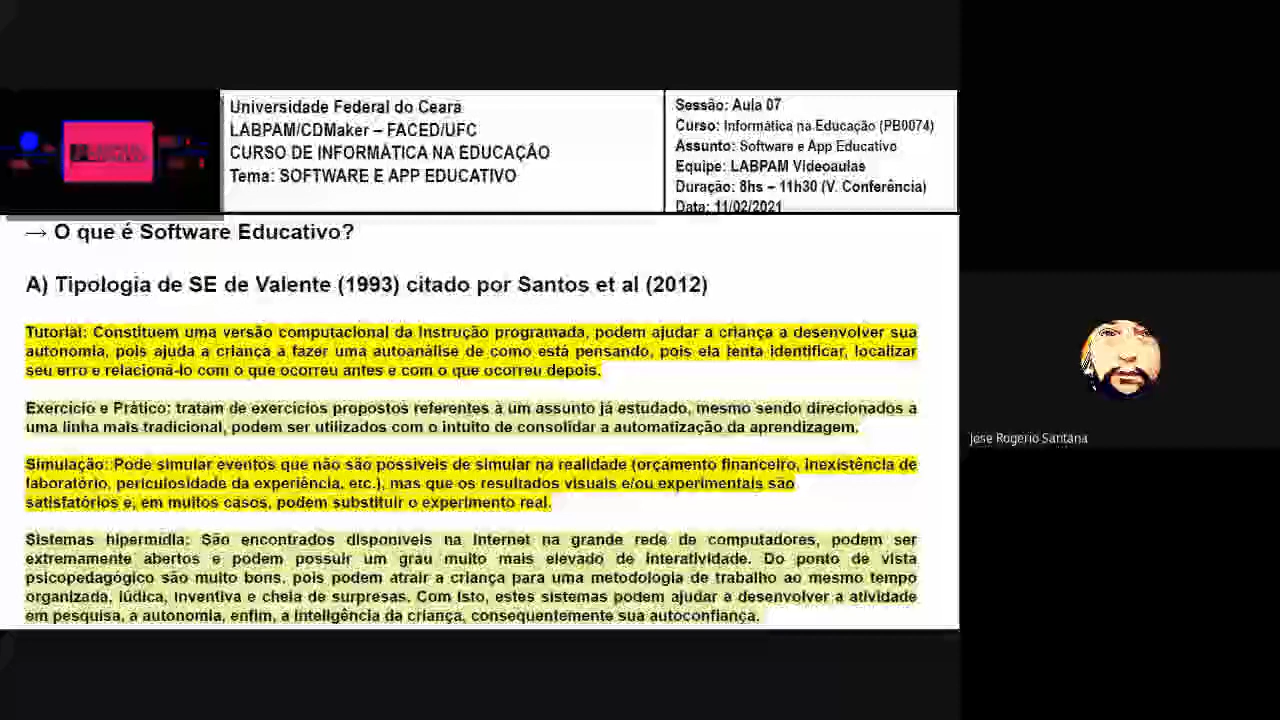 Universidade Federal do Ceará
LABPAM/CDMaker – FACED/UFC
CURSO DE INFORMÁTICA NA EDUCAÇÃO
Tema: SOFTWARE E APP EDUCATIVO
Sessão: Aula 07
Curso: Informática na Educação (PB0074)
Assunto: Software e App Educativo
Equipe: LABPAM Videoaulas
Duração: 8hs – 11h30 (V. Conferência)
Data: 11/02/2021
→ O que é Software Educativo?
A) Tipologia de SE de Valente (1993) citado por Santos et al (2012)
Tutorial: Constituem uma versão computacional da Instrução programada, podem ajudar a criança a desenvolver sua
autonomia, pois ajuda a criança a fazer uma autoanálise de como está pensando, pois ela tenta identificar, localizar
seu erro e relacioná-lo com o que ocorreu antes e com o que ocorreu depois.
Exercício e Prático: tratam de exercícios propostos referentes à um assunto já estudado, mesmo sendo direcionados a
uma linha mais tradicional, podem ser utilizados com o intuito de consolidar a automatização da aprendizagem.
Simulação: Pode simular eventos que não são possíveis de simular na realidade (orçamento financeiro, inexistência de
laboratório, periculosidade da experiência, etc.), mas que os resultados visuais e/ou experimentais são
satisfatórios e, em muitos casos, podem substituir o experimento real.
Sistemas hipermídia: São encontrados disponíveis na Internet na grande rede de computadores, podem ser
extremamente abertos e podem possuir um grau muito mais elevado de interatividade. Do ponto de vista
psicopedagógico são muito bons, pois podem atrair a criança para uma metodologia de trabalho ao mesmo tempo
organizada, lúdica, inventiva e cheia de surpresas. Com isto, estes sistemas podem ajudar a desenvolver a atividade
em pesquisa, a autonomia, enfim, a inteligência da criança, consequentemente sua autoconfiança.
Jose Rogerio Santana